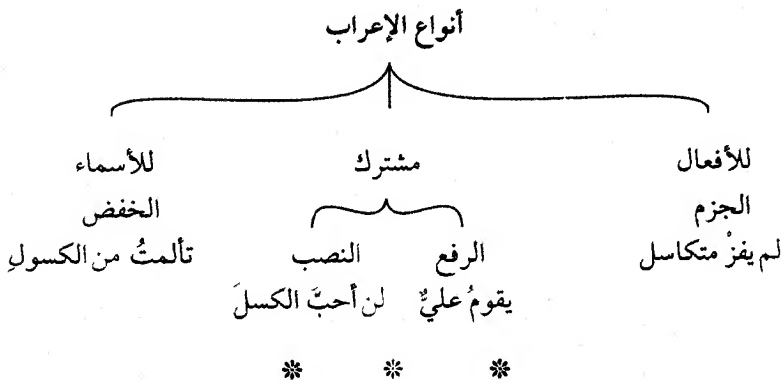 أنواع الإعراب
للأفعال مشترك للأسماء
الجزم الخفض
لم يفزْ متكاسل الرفع النصب تألمتُ من الكسولِ
يقومُ عليٌّ لن أحبَّ الكسلَ